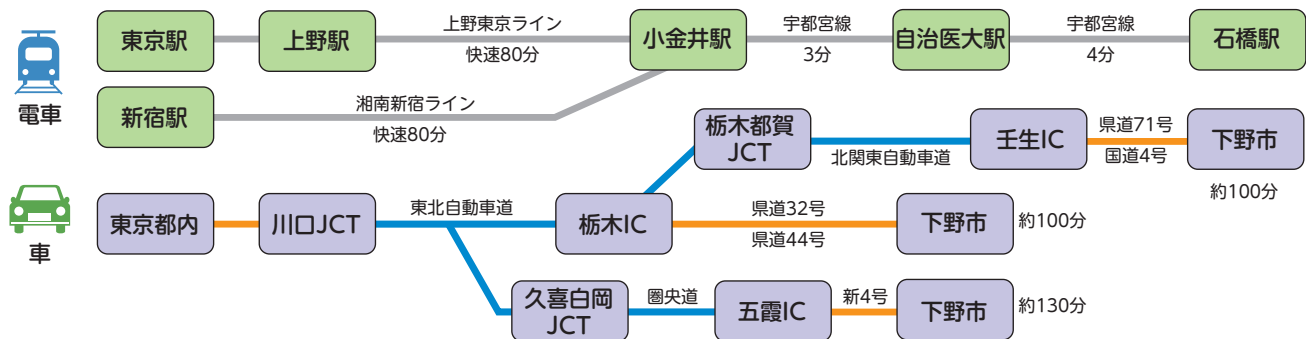 電車
東京駅
上野駅
上野東京ライン
快速80分
小金井駅
宇都宮線
3分
自治医大駅
宇都宮線
4分
石橋駅
新宿駅
湘南新宿ライン
快速80分
車
東京都内
川口JCT
東北自動車道
栃木IC
栃木都賀
JCT
北関東自動車道
壬生IC
県道71号
国道4号
下野市
約100分
県道32号
県道44号
下野市
約100分
久喜白岡
JCT
圏央道
五霞IC
新4号
下野市
約130分